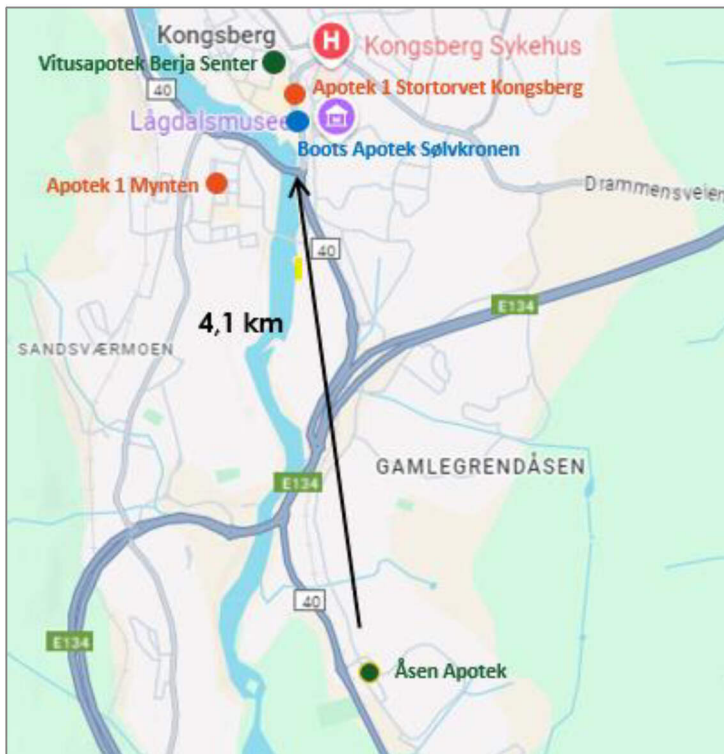 Kongsberg
H
Kongsberg Sykehus
Vitusapotek Berja Senter
Apotek 1 Stortorvet Kongsberg
40
Lågdalsmusee
Boots Apotek Sølvkronen
Apotek 1 Mynten
Drammensveien
40
E134
4,1 km
SANDSVÆRMOEN
GAMLEGRENDÅSEN
E134
40
E134
Åsen Apotek